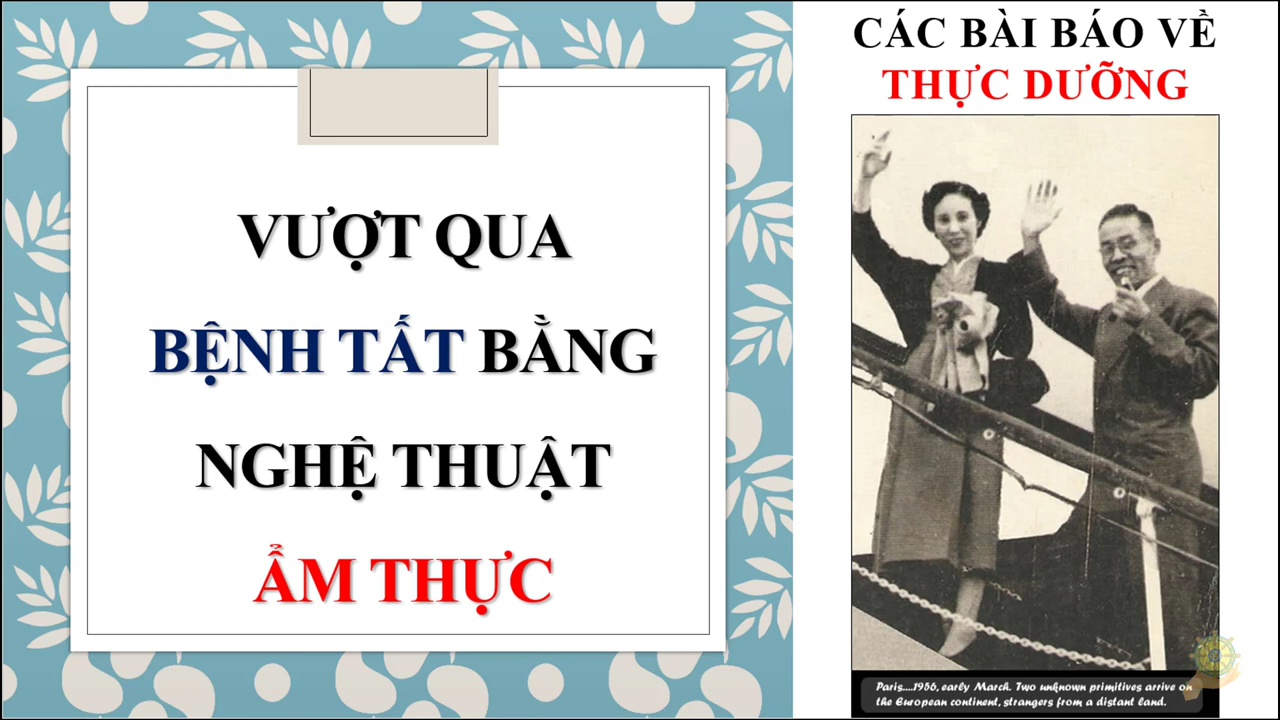 VƯỢT QUA
BỆNH TẤT BẰNG
NGHỆ THUẬT
ẨM THỰC
CÁC BÀI BÁO VỀ
THỰC DƯỠNG
Paris....1956, early March. Two unknown primitives arrive on
the European continent, strangers from a distant land.